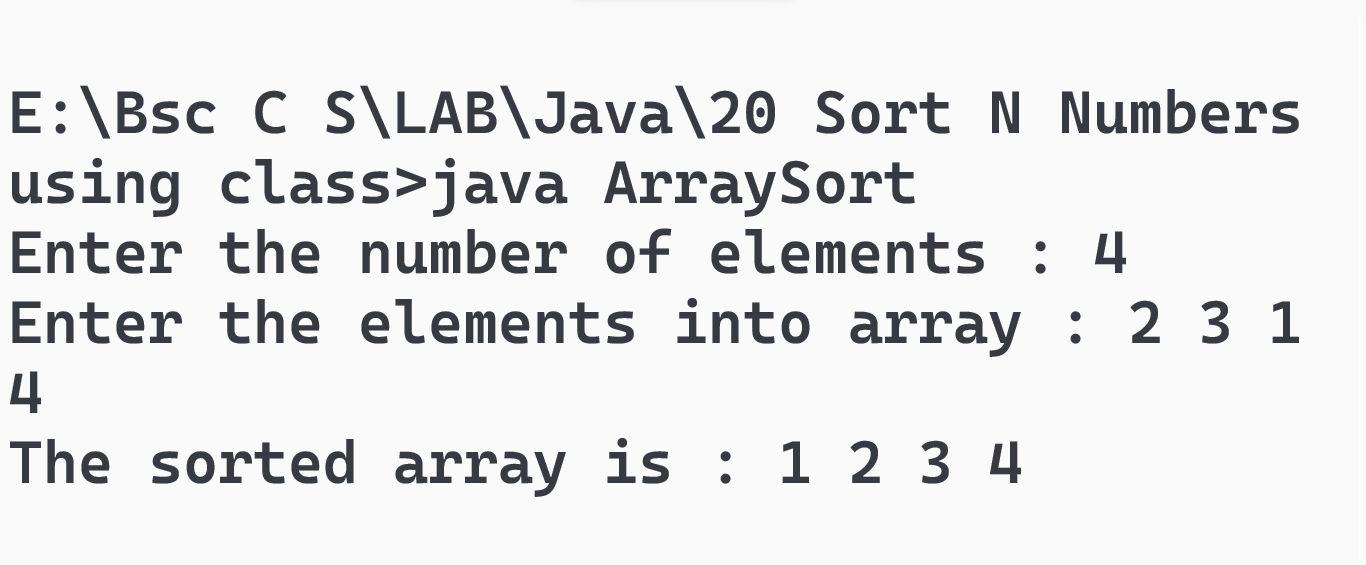 E:\Bsc C S\LAB\Java\20 Sort N Numbers
using class>java ArraySort
Enter the number of elements : 4
Enter the elements into array : 2 3 1
4
The sorted array is : 1 2 3 4